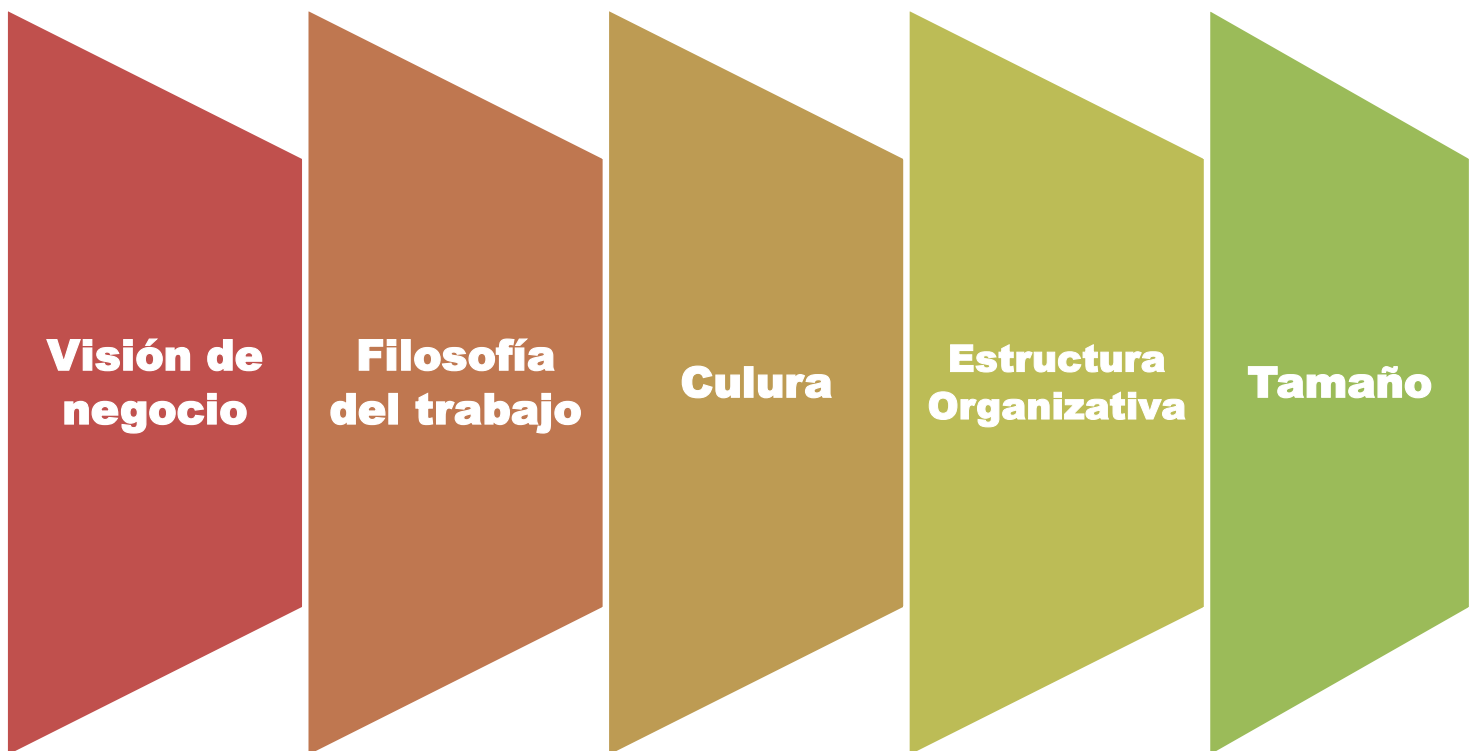 Visión de
negocio
Filosofía
del trabajo
Culura
Estructura
Organizativa
Tamaño